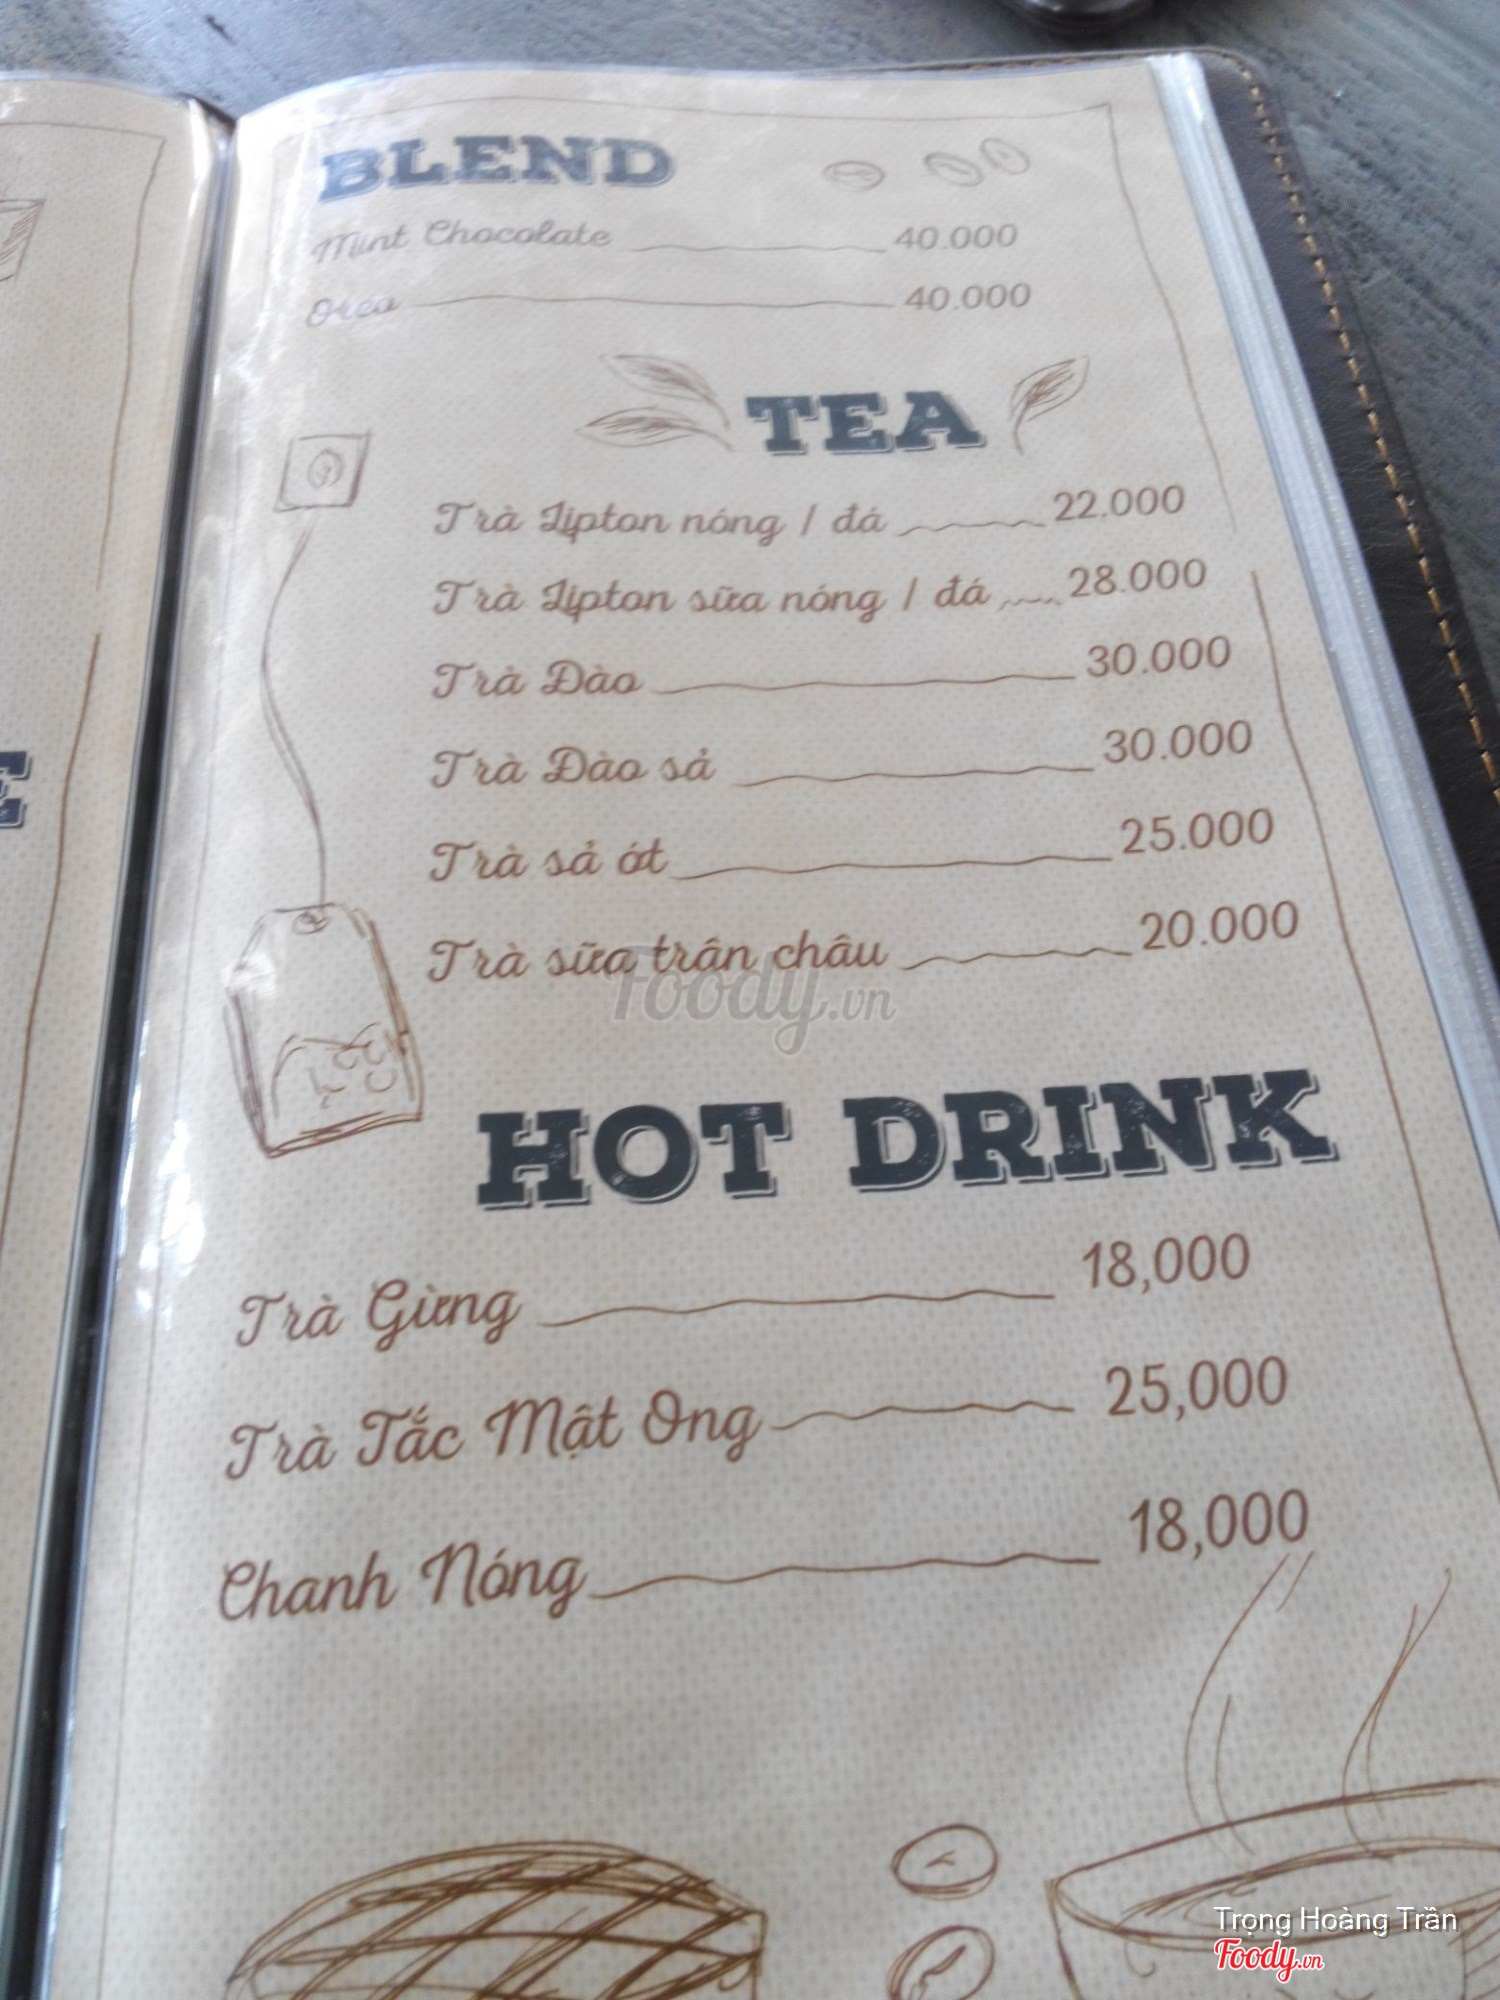 BLEND
Mint Chocolate 40.000
Oreo 40.000
TEA
Trà Lipton nóng / đá 22.000
Trà Lipton sữa nóng / đá 28.000
Trà Đào 30.000
Trà Đào sả 30.000
Trà sả ớt 25.000
Trà sữa trân châu 20.000
Foody.vn
HOT DRINK
Trà Gừng 18,000
Trà Tắc Mật Ong 25,000
Chanh Nóng 18,000
Trọng Hoàng Trần
Foody.vn